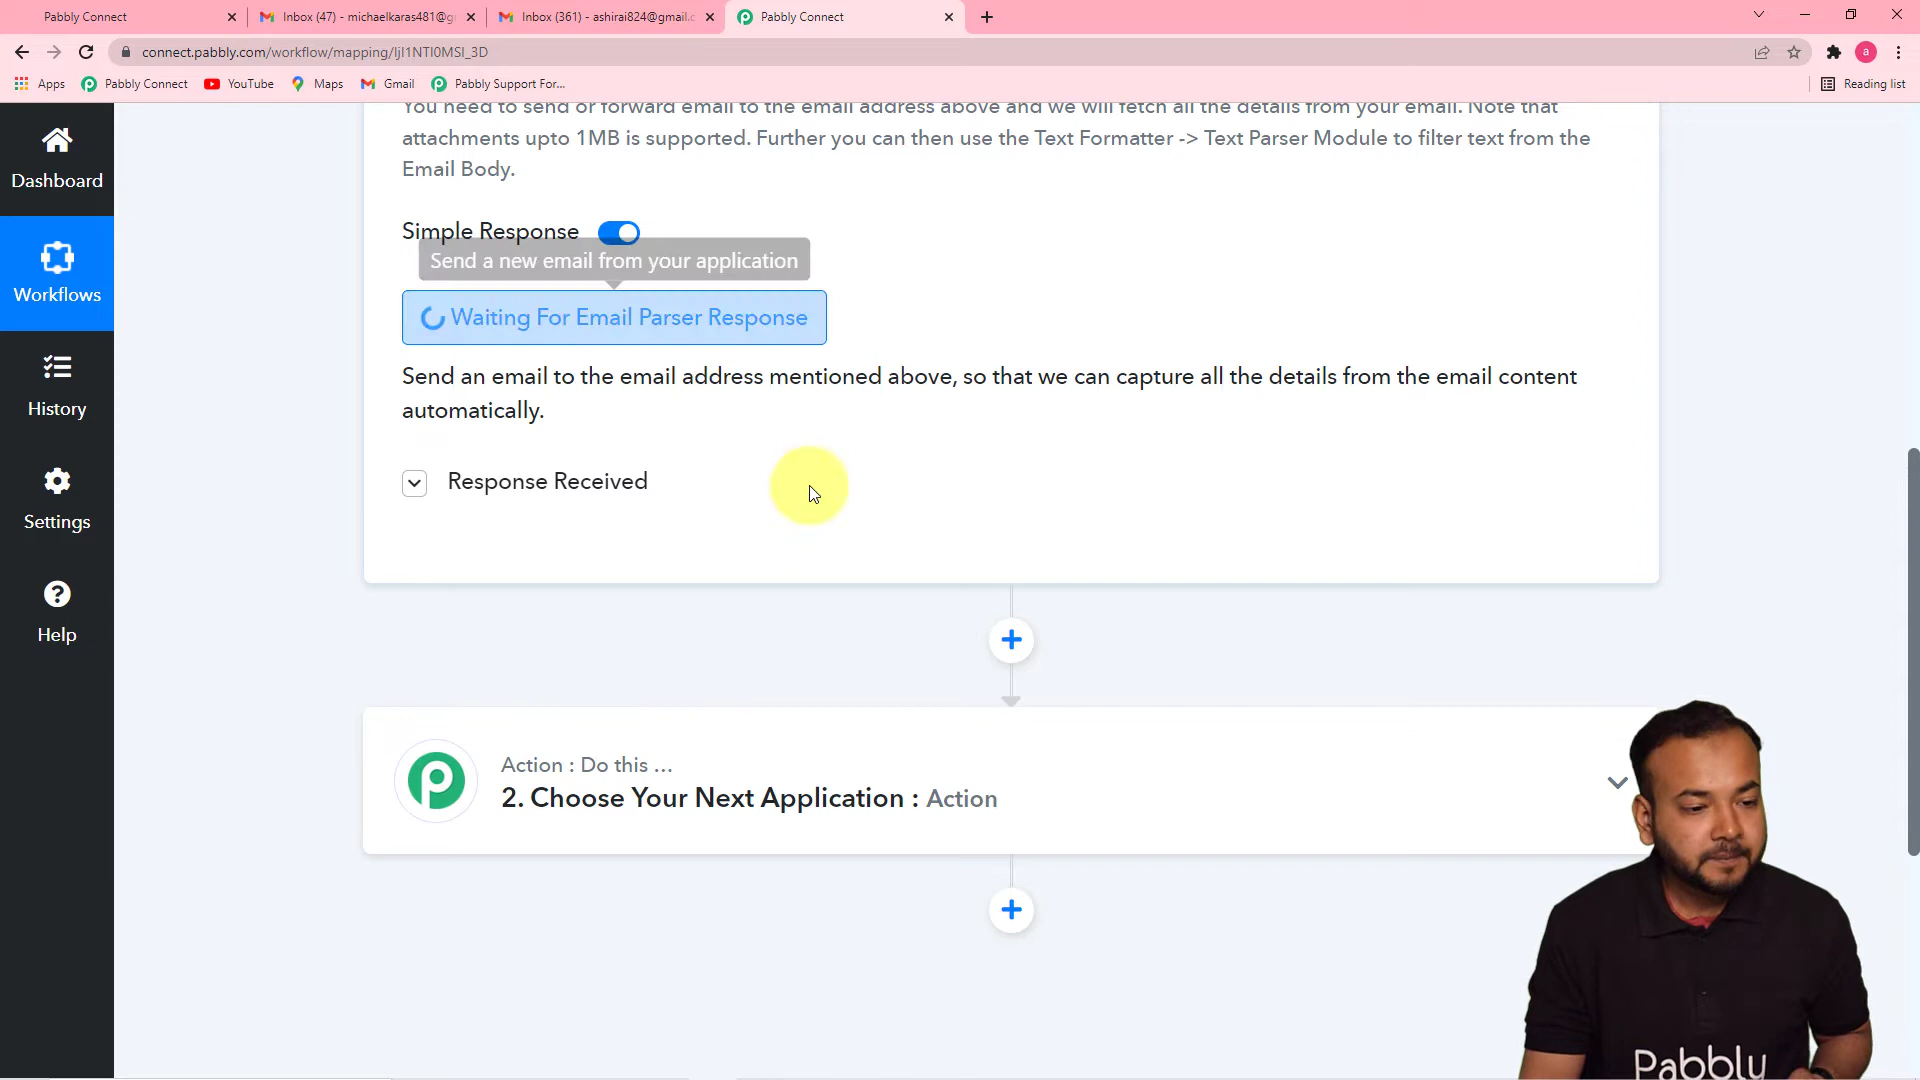 Pabbly Connect
Inbox (47) - michaelkaras481@g
Inbox (361) - ashirai824@gmail.c
Pabbly Connect
connect.pabbly.com/workflow/mapping/IjI1NTI0MSI_3D
Apps
Pabbly Connect
YouTube
Maps
Gmail
Pabbly Support For...
Reading list
a
Dashboard
Workflows
History
Settings
Help
You need to send or forward email to the email address above and we will fetch all the details from your email. Note that
attachments upto 1MB is supported. Further you can then use the Text Formatter -> Text Parser Module to filter text from the
Email Body.
Simple Response
Send a new email from your application
Waiting For Email Parser Response
Send an email to the email address mentioned above, so that we can capture all the details from the email content
automatically.
Response Received
Action : Do this ...
2. Choose Your Next Application : Action
Pabbly